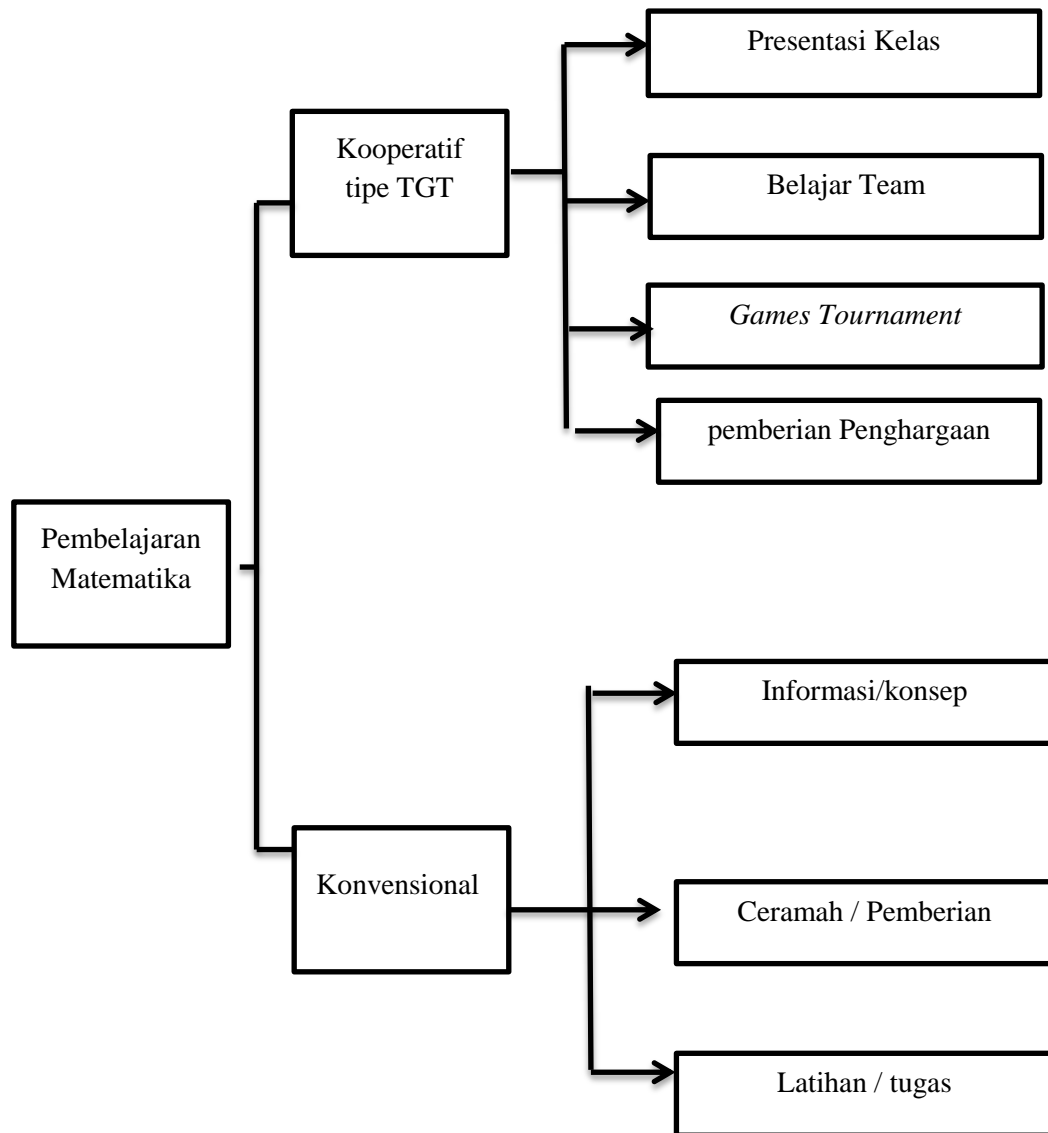 Presentasi Kelas
Kooperatif
tipe TGT
Belajar Team
Games Tournament
pemberian Penghargaan
Pembelajaran
Matematika
Informasi/konsep
Konvensional
Ceramah / Pemberian
Latihan / tugas